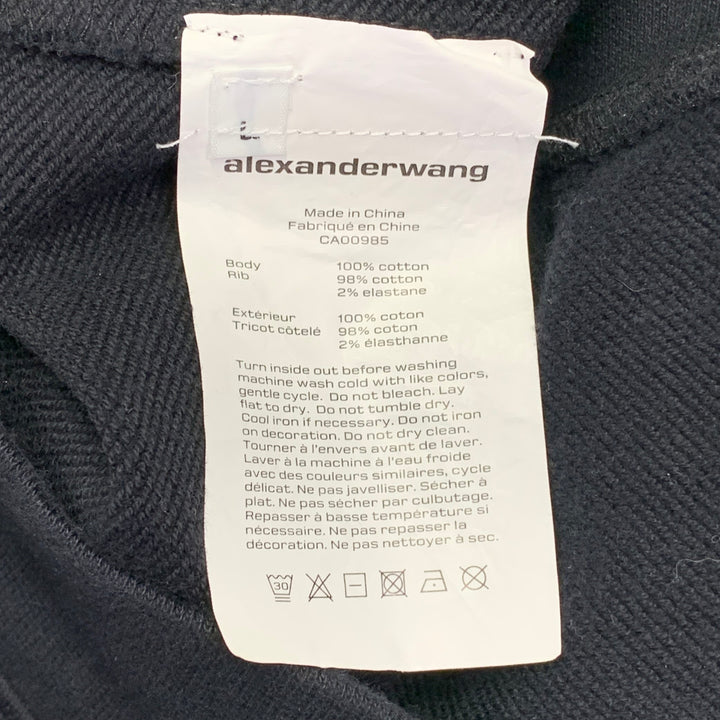 L
alexanderwang
Made in China
Fabriqué en Chine
CA00985
Body 100% cotton
Rib 98% cotton
2% elastane
Extérieur 100% coton
Tricot côtelé 98% coton
2% élasthanne
Turn inside out before washing
machine wash cold with like colors,
gentle cycle. Do not bleach. Lay
flat to dry. Do not tumble dry.
Cool iron if necessary. Do not iron
on decoration. Do not dry clean.
Tourner à l'envers avant de laver.
Laver à la machine à l'eau froide
avec des couleurs similaires, cycle
délicat. Ne pas javelliser. Sécher à
plat. Ne pas sécher par culbutage.
Repasser à basse température si
nécessaire. Ne pas repasser la
décoration. Ne pas nettoyer à sec.
30